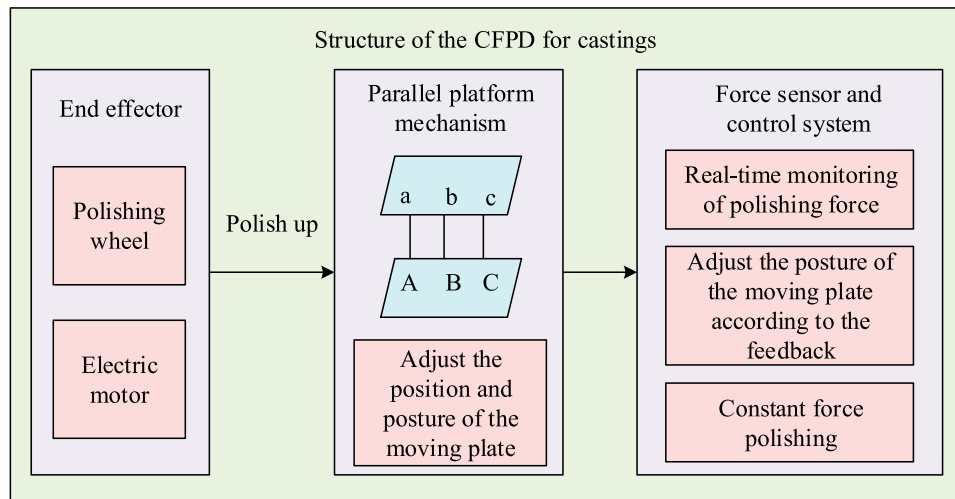 Structure of the CFPD for castings
End effector
Polishing
wheel
Electric
motor
Polish up
Parallel platform
mechanism
a b c
A B C
Adjust the
position and
posture of the
moving plate
Force sensor and
control system
Real-time monitoring
of polishing force
Adjust the posture of
the moving plate
according to the
feedback
Constant force
polishing